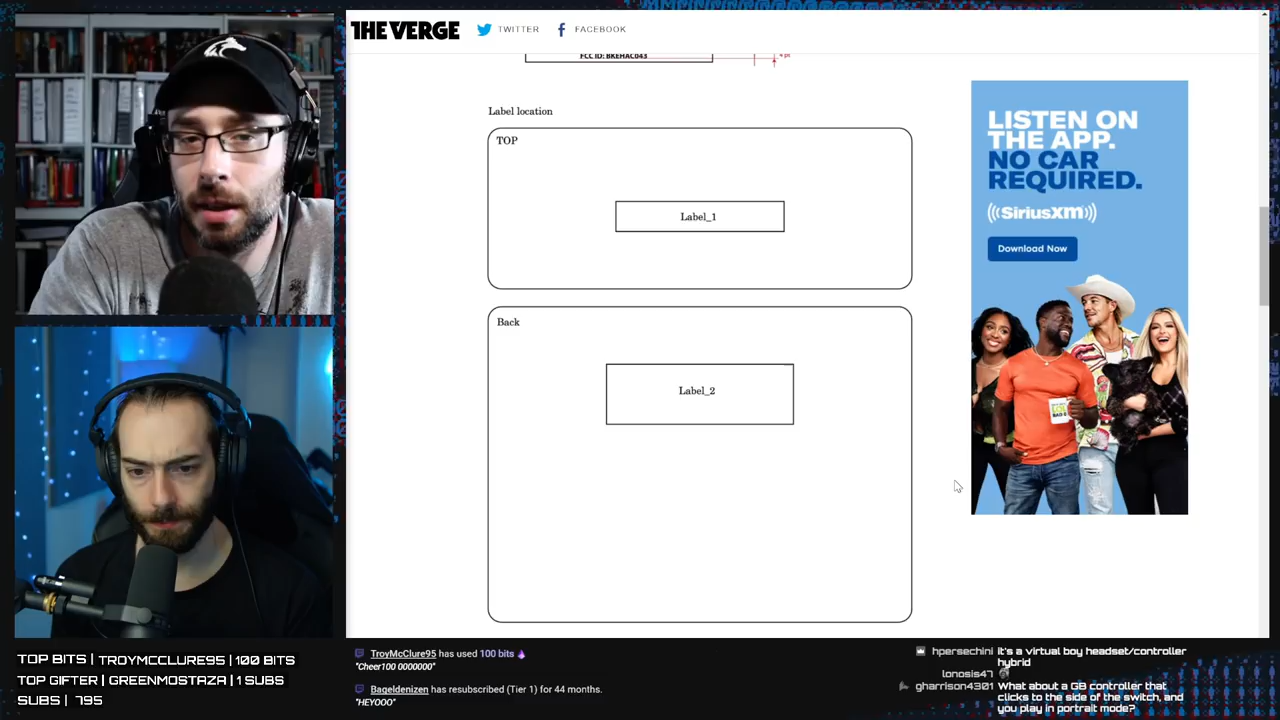 THE VERGE
TWITTER
FACEBOOK
FCC ID: BKEHAC043
4 pt
Label location
TOP
Label_1
Back
Label_2
LISTEN ON
THE APP.
NO CAR
REQUIRED.
((SiriusXM))
Download Now
TOP BITS | TROYMCCLURE95 | 100 BITS
TOP GIFTER | GREENMOSTAZA | 1 SUBS
SUBS | 795
TroyMcClure95 has used 100 bits
"Cheer100 0000000"
Bageldenizen has resubscribed (Tier 1) for 44 months.
"HEYOOO"
hpersechini it's a virtual boy headset/controller
hybrid
lonosis47
gharrison4301 What about a GB controller that
clicks to the side of the switch, and
you play in portrait mode?